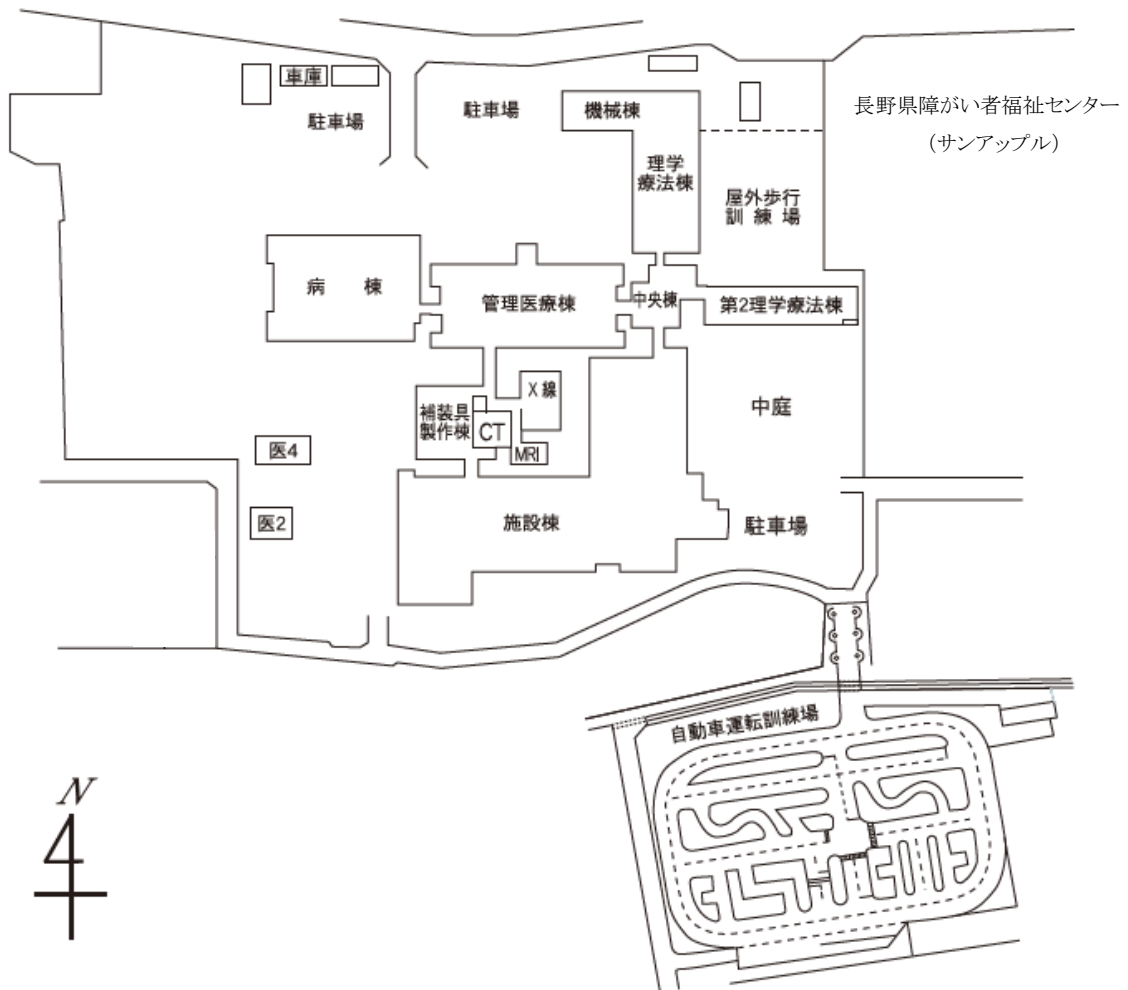 車庫
駐車場
駐車場
機械棟
長野県障がい者福祉センター
(サンアップル)
理学
療法棟
屋外歩行
訓練場
病棟
管理医療棟
中央棟
第2理学療法棟
X線
補装具
製作棟
CT
MRI
中庭
医4
医2
施設棟
駐車場
自動車運転訓練場
N